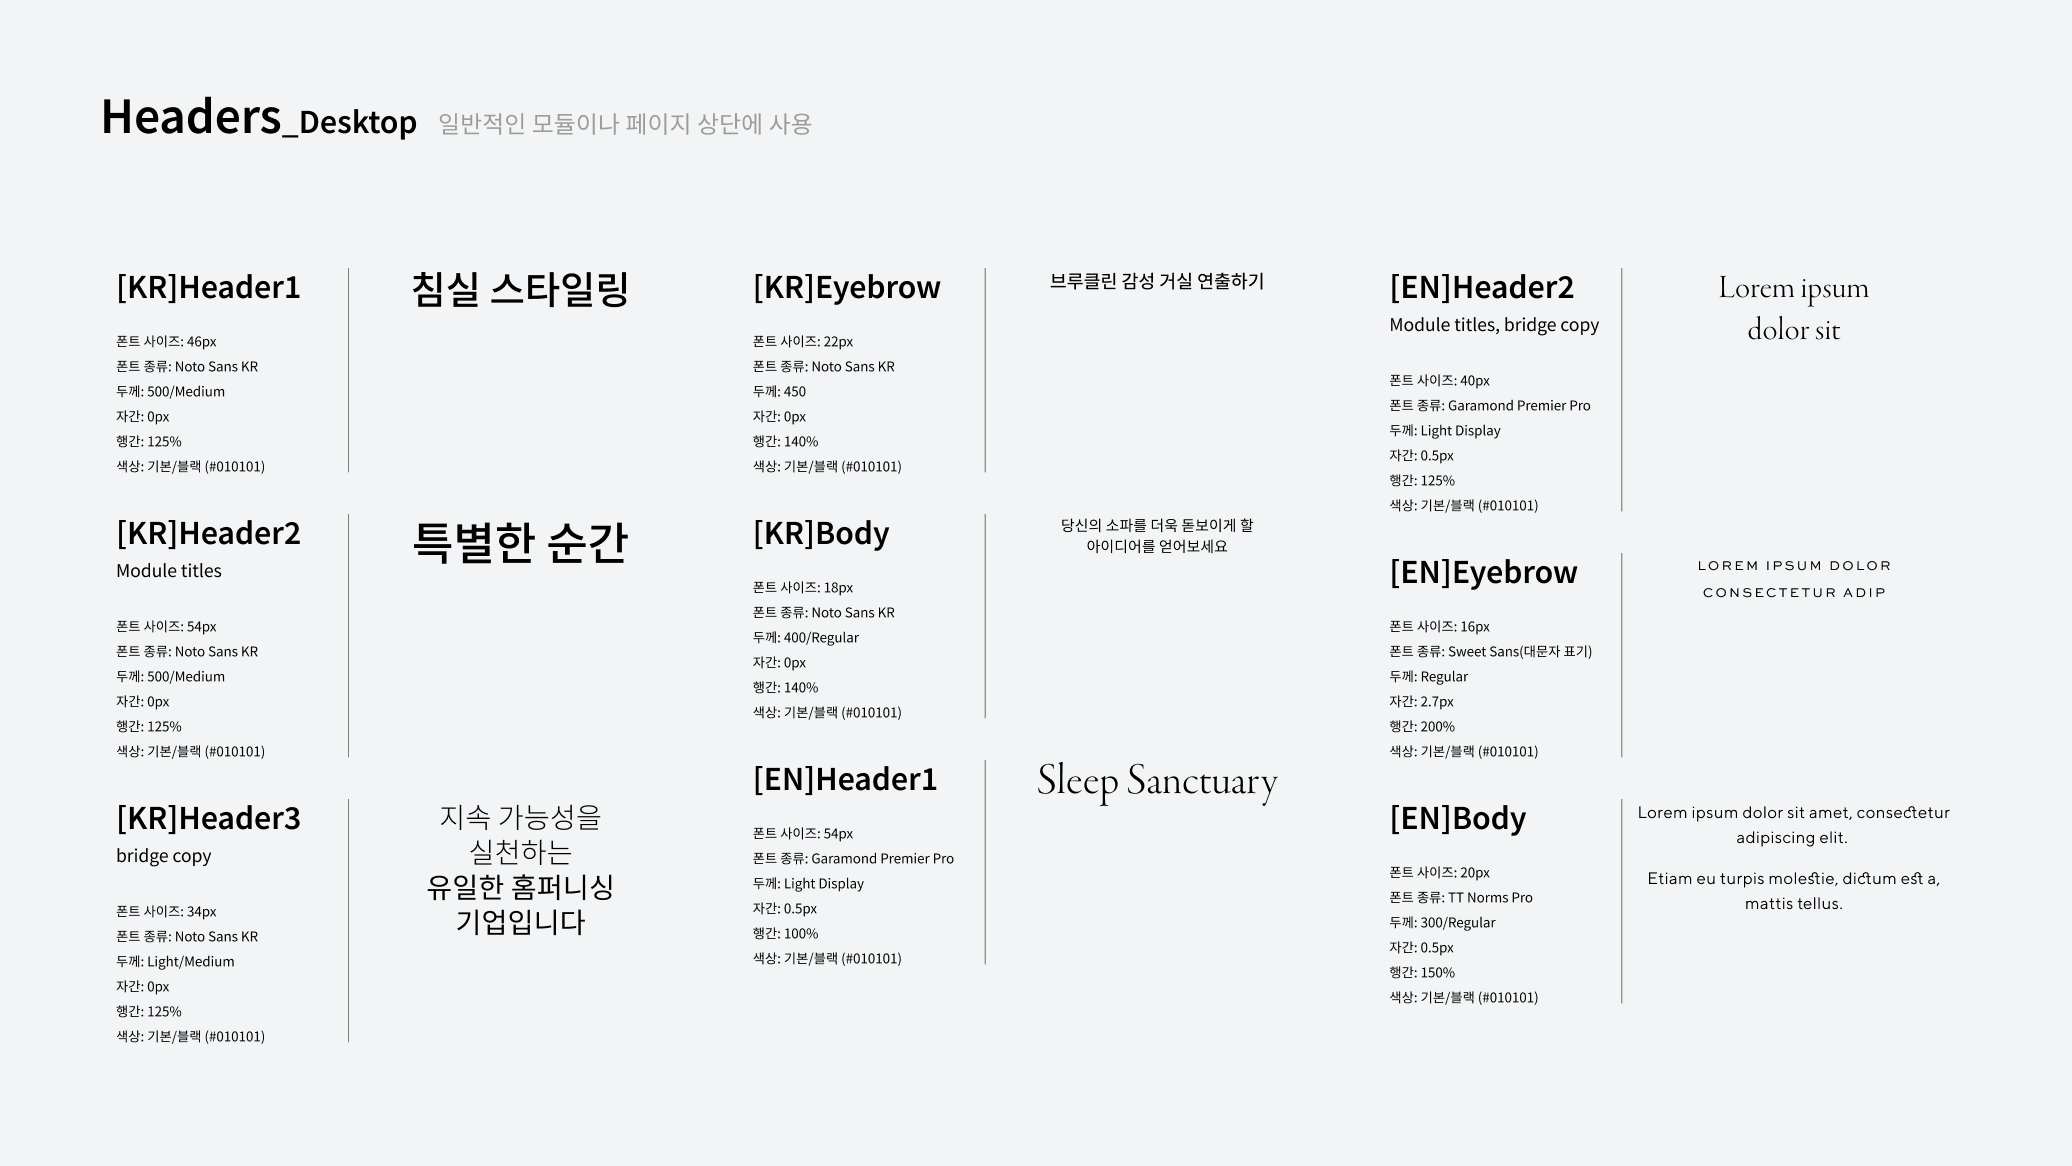 Headers_Desktop 일반적인 모듈이나 페이지 상단에 사용
[KR]Header1
폰트 사이즈: 46px
폰트 종류: Noto Sans KR
두께: 500/Medium
자간: 0px
행간: 125%
색상: 기본/블랙 (#010101)
침실 스타일링
[KR]Header2
Module titles
폰트 사이즈: 54px
폰트 종류: Noto Sans KR
두께: 500/Medium
자간: 0px
행간: 125%
색상: 기본/블랙 (#010101)
특별한 순간
[KR]Header3
bridge copy
폰트 사이즈: 34px
폰트 종류: Noto Sans KR
두께: Light/Medium
자간: 0px
행간: 125%
색상: 기본/블랙 (#010101)
지속 가능성을
실천하는
유일한 홈퍼니싱
기업입니다
[KR]Eyebrow
폰트 사이즈: 22px
폰트 종류: Noto Sans KR
두께: 450
자간: 0px
행간: 140%
색상: 기본/블랙 (#010101)
브루클린 감성 거실 연출하기
[KR]Body
폰트 사이즈: 18px
폰트 종류: Noto Sans KR
두께: 400/Regular
자간: 0px
행간: 140%
색상: 기본/블랙 (#010101)
당신의 소파를 더욱 돋보이게 할
아이디어를 얻어보세요
[EN]Header1
폰트 사이즈: 54px
폰트 종류: Garamond Premier Pro
두께: Light Display
자간: 0.5px
행간: 100%
색상: 기본/블랙 (#010101)
Sleep Sanctuary
[EN]Header2
Module titles, bridge copy
폰트 사이즈: 40px
폰트 종류: Garamond Premier Pro
두께: Light Display
자간: 0.5px
행간: 125%
색상: 기본/블랙 (#010101)
Lorem ipsum
dolor sit
[EN]Eyebrow
폰트 사이즈: 16px
폰트 종류: Sweet Sans(대문자 표기)
두께: Regular
자간: 2.7px
행간: 200%
색상: 기본/블랙 (#010101)
LOREM IPSUM DOLOR
CONSECTETUR ADIP
[EN]Body
폰트 사이즈: 20px
폰트 종류: TT Norms Pro
두께: 300/Regular
자간: 0.5px
행간: 150%
색상: 기본/블랙 (#010101)
Lorem ipsum dolor sit amet, consectetur
adipiscing elit.
Etiam eu turpis molestie, dictum est a,
mattis tellus.